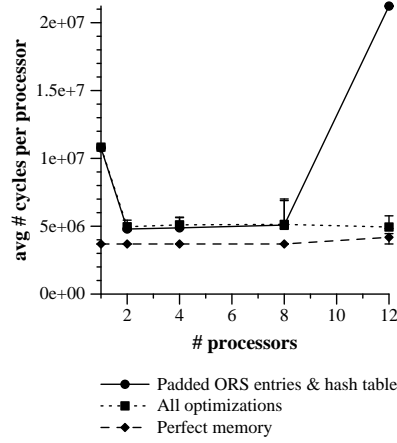 2e+07
1.5e+7
1e+07
5e+06
0e+00
avg # cycles per processor
2 4 6 8 10 12
# processors
Padded ORS entries & hash table
All optimizations
Perfect memory